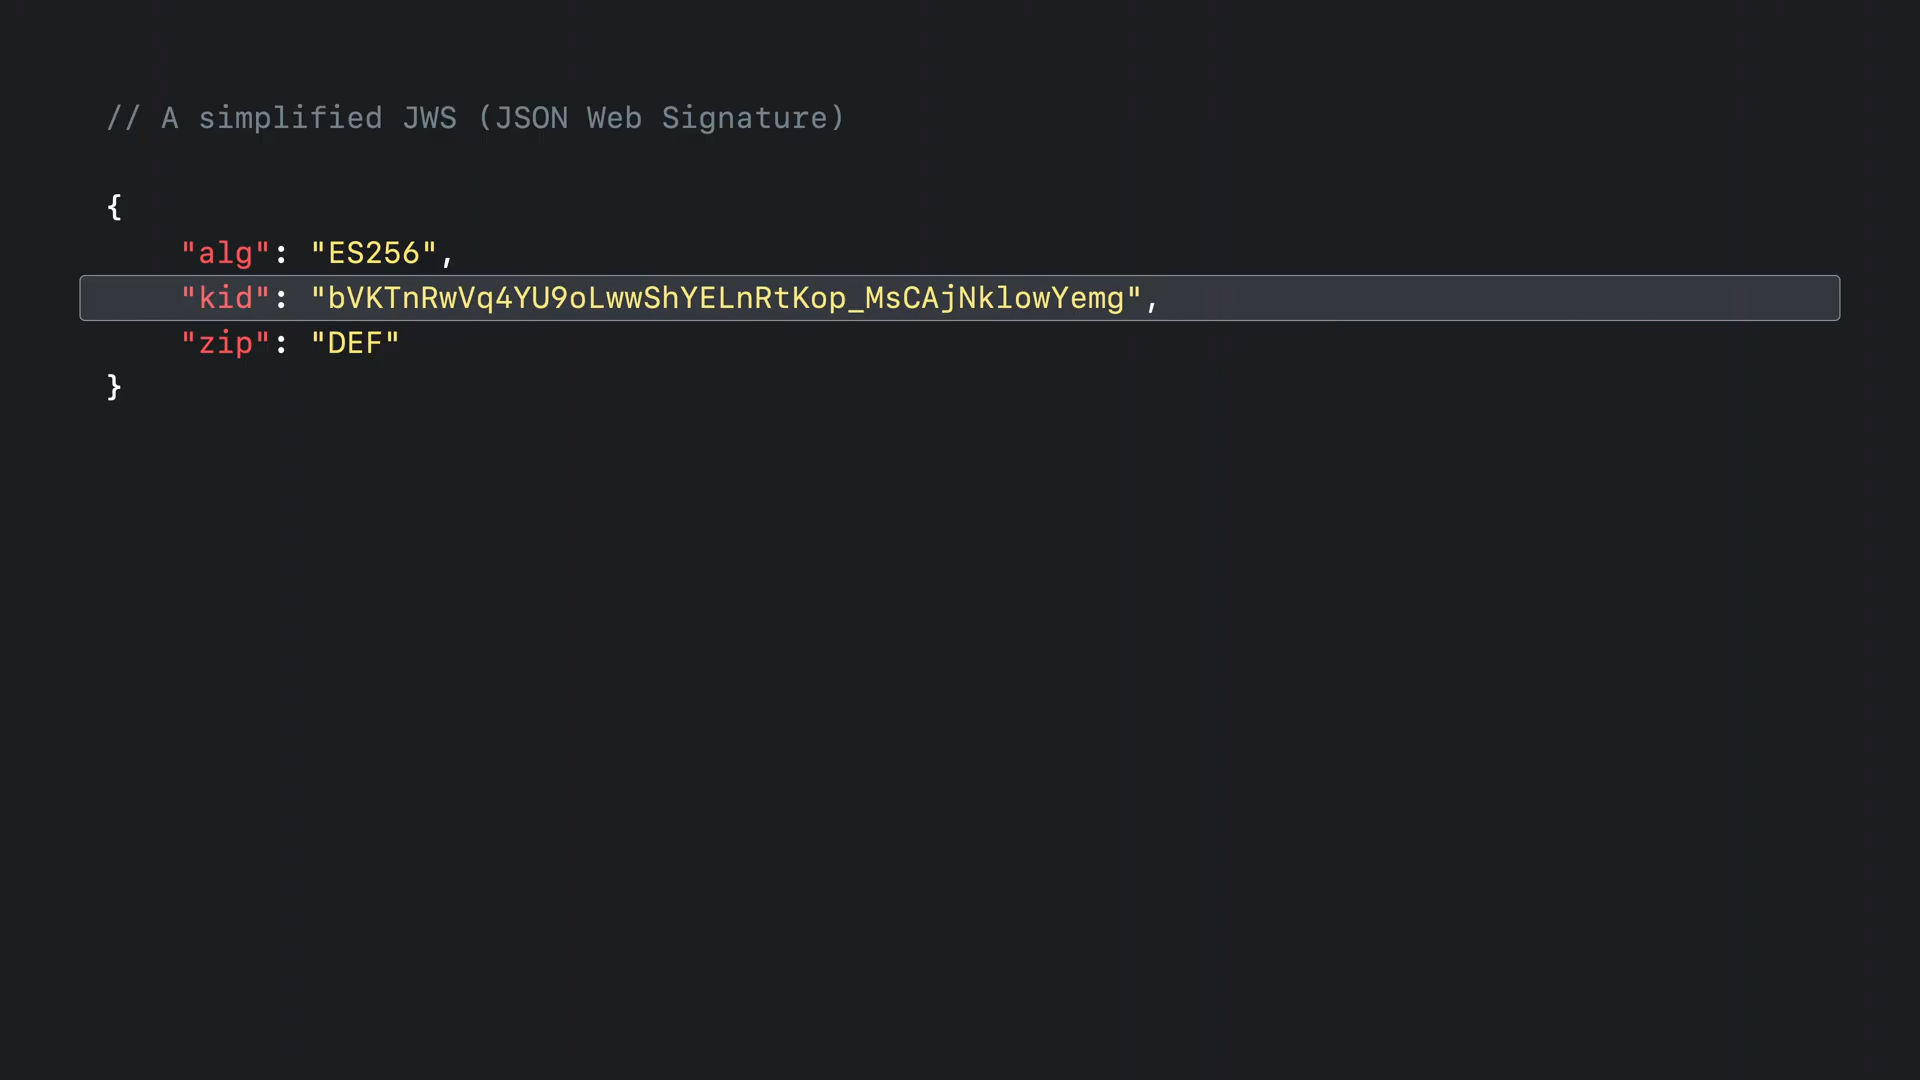 // A simplified JWS (JSON Web Signature)
{
"alg": "ES256",
"kid": "bVKTnRwVq4YU9oLwwShYELnRtKop_MsCAjNklowYemg",
"zip": "DEF"
}